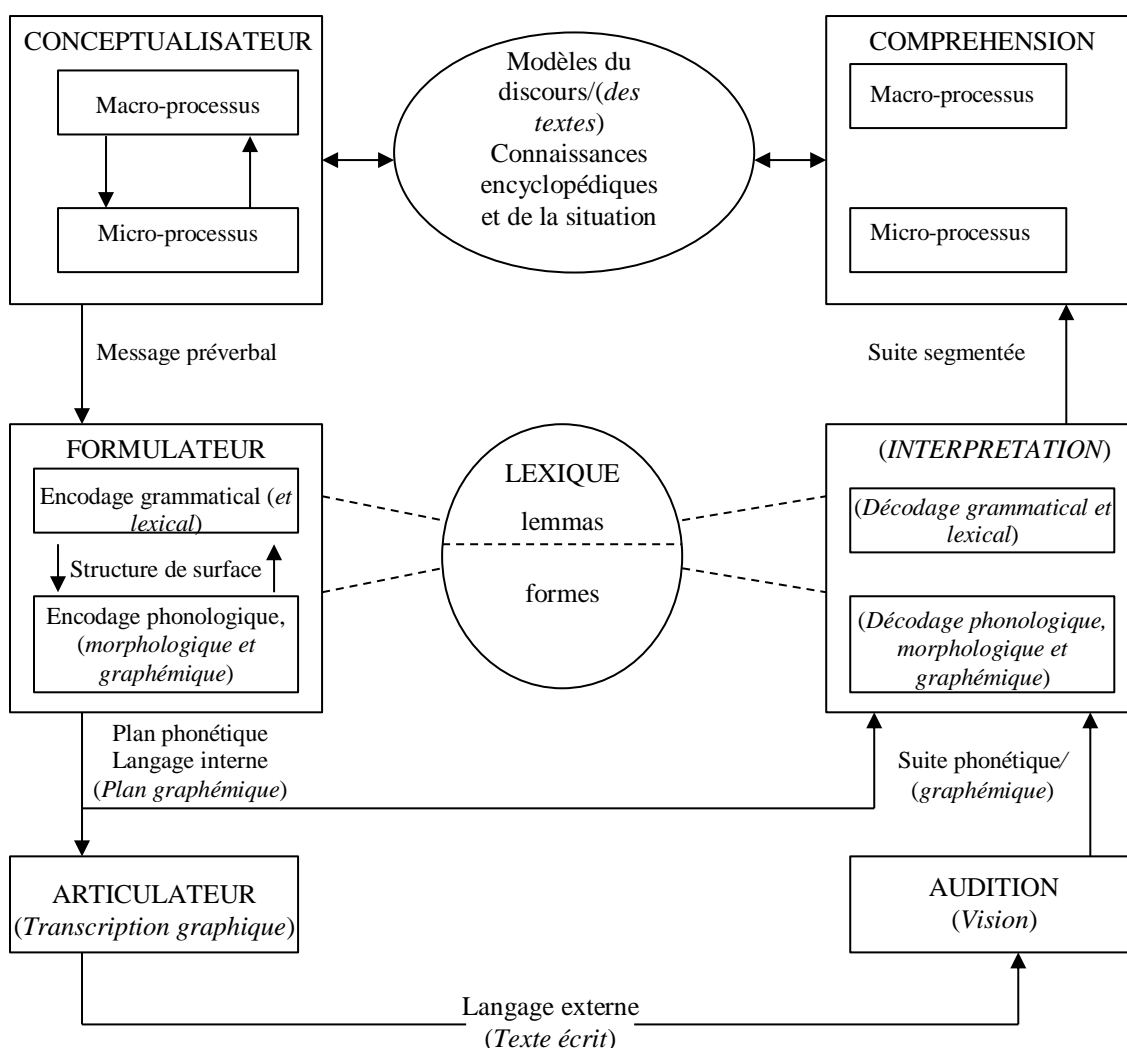 CONCEPTUALISATEUR
Macro-processus
Micro-processus
Modèles du
discours/(des
textes)
Connaissances
encyclopédiques
et de la situation
COMPREHENSION
Macro-processus
Micro-processus
Message préverbal
Suite segmentée
FORMULATEUR
Encodage grammatical (et
lexical)
Structure de surface
Encodage phonologique,
(morphologique et
graphémique)
LEXIQUE
lemmas
formes
(INTERPRETATION)
(Décodage grammatical et
lexical)
(Décodage phonologique,
morphologique et
graphémique)
Plan phonétique
Langage interne
(Plan graphémique)
Suite phonétique/
(graphémique)
ARTICULATEUR
(Transcription graphique)
AUDITION
(Vision)
Langage externe
(Texte écrit)